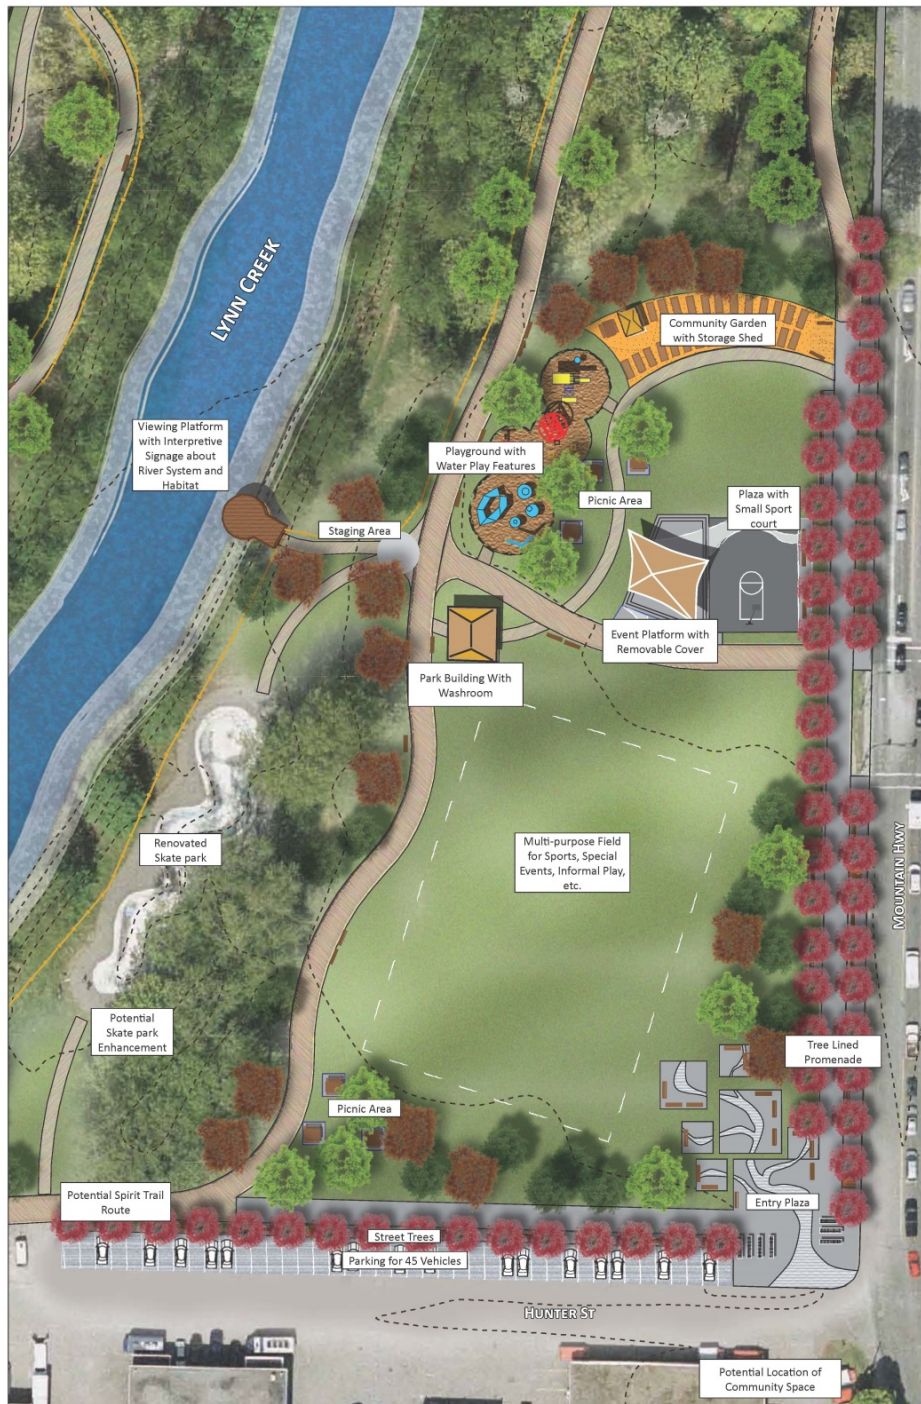 LYNN CREEK
Community Garden
with Storage Shed
Viewing Platform
with Interpretive
Signage about
River System and
Habitat
Playground with
Water Play Features
Picnic Area
Plaza with
Small Sport
court
Staging Area
Event Platform with
Removable Cover
Park Building With
Washroom
Renovated
Skate park
Multi-purpose Field
for Sports, Special
Events, Informal Play,
etc.
MOUNTAIN HWY
Potential
Skate park
Enhancement
Tree Lined
Promenade
Picnic Area
Potential Spirit Trail
Route
Entry Plaza
Street Trees
Parking for 45 Vehicles
HUNTER ST
Potential Location of
Community Space